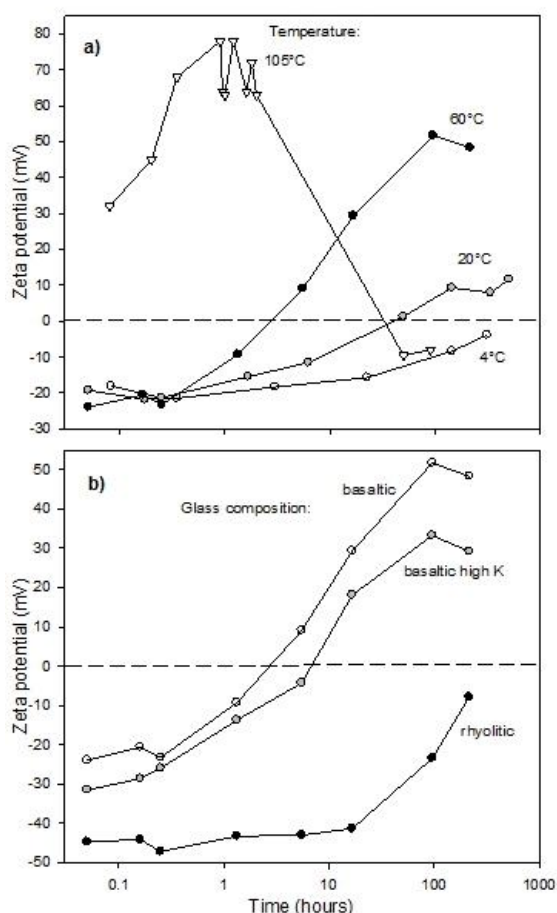 a)
Temperature:
105°C
60°C
20°C
4°C
Zeta potential (mV)
80
70
60
50
40
30
20
10
0
-10
-20
-30
b)
Glass composition:
basaltic
basaltic high K
rhyolitic
Zeta potential (mV)
50
40
30
20
10
0
-10
-20
-30
-40
-50
0.1
1
10
100
1000
Time (hours)